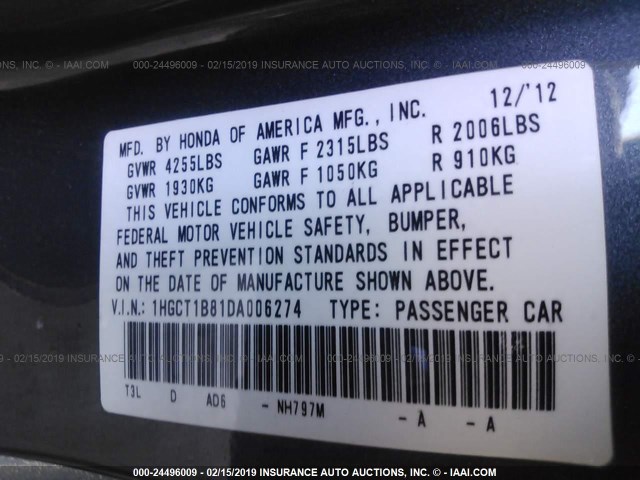 000-24496009 - 02/15/2019 INSURANCE AUTO AUCTIONS, INC. - © IAAI.COM
MFD. BY HONDA OF AMERICA MFG., INC. 12/'12
GVWR 4255LBS GAWR F 2315LBS R 2006LBS
GVWR 1930KG GAWR F 1050KG R 910KG
THIS VEHICLE CONFORMS TO ALL APPLICABLE
FEDERAL MOTOR VEHICLE SAFETY, BUMPER,
AND THEFT PREVENTION STANDARDS IN EFFECT
ON THE DATE OF MANUFACTURE SHOWN ABOVE.
V.I.N.: 1HGCT1B81DA006274 TYPE: PASSENGER CAR
T3L D AD6 - NH797M - A - A
000-24496009 - 02/15/2019 INSURANCE AUTO AUCTIONS, INC. - © IAAI.COM